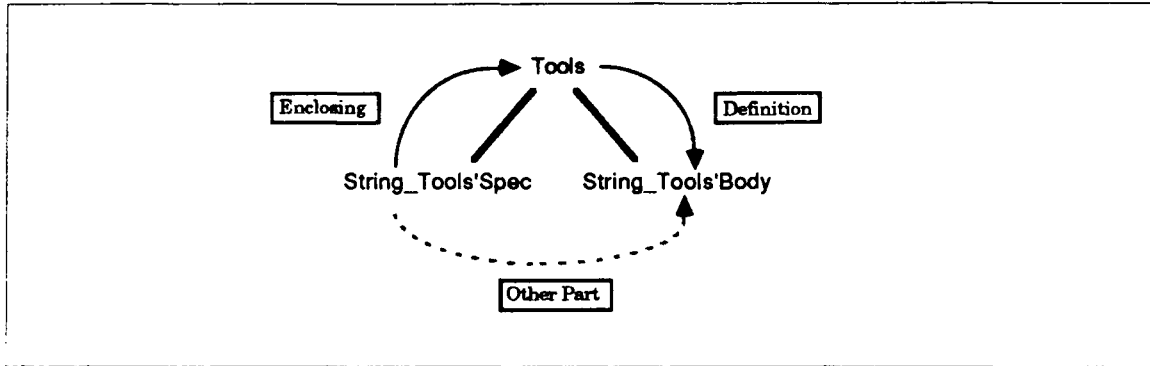 Tools
Enclosing
Definition
String_Tools'Spec
String_Tools'Body
Other Part